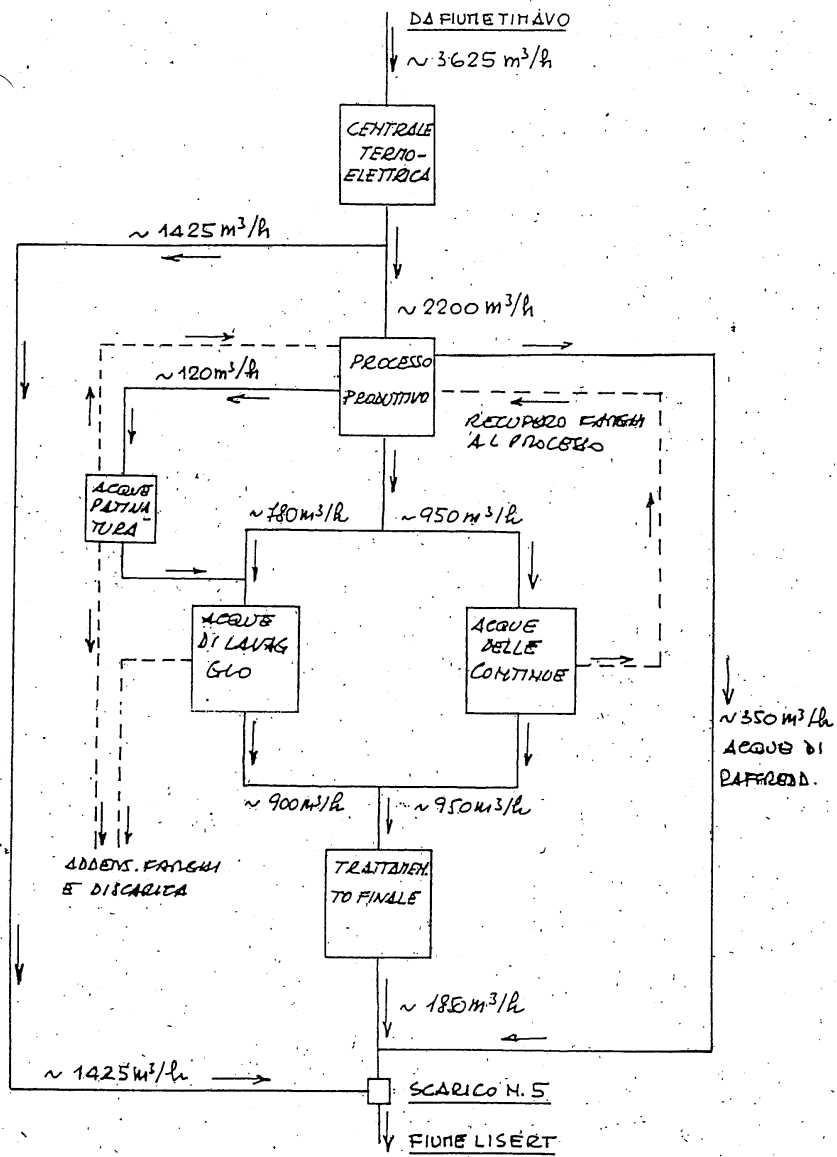 DA FIUME TIMAVO
~ 3625 m³/h
CENTRALE
TERMO-
ELETTRICA
~ 1425 m³/h
~ 2200 m³/h
PROCESSO
PRODUTTIVO
~ 120 m³/h
RECUPERO FANGHI
AL PROCESSO
ACQUE
PATINA-
TURA
~ 780 m³/h
~ 950 m³/h
ACQUE
DI LAVAG
GIO
ACQUE
DELLE
CONTINUE
~ 350 m³/h
ACQUE DI
RAFFREDD.
~ 900 m³/h
~ 950 m³/h
ADDENS. FANGHI
E DISCARICA
TRATTAMEN.
TO FINALE
~ 1850 m³/h
~ 1425 m³/h
SCARICO N. 5
FIUME LISERT